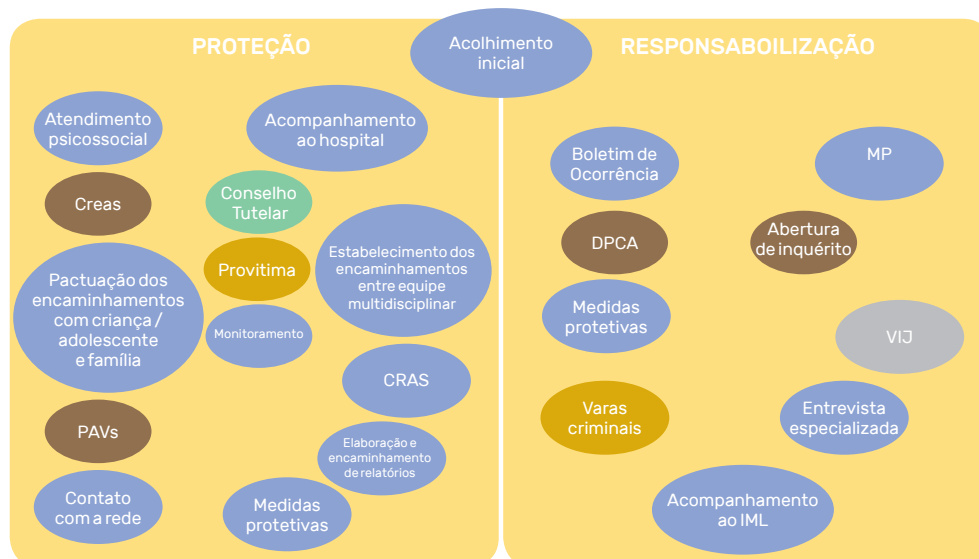 PROTEÇÃO
Acolhimento
inicial
RESPONSABOILIZAÇÃO
Atendimento
psicossocial
Acompanhamento
ao hospital
Creas
Conselho
Tutelar
Pactuação dos
encaminhamentos
com criança /
adolescente
e família
Provitima
Estabelecimento dos
encaminhamentos
entre equipe
multidisciplinar
Monitoramento
CRAS
PAVs
Elaboração e
encaminhamento
de relatórios
Contato
com a rede
Medidas
protetivas
Boletim de
Ocorrência
MP
DPCA
Abertura
de inquérito
Medidas
protetivas
VIJ
Varas
criminais
Entrevista
especializada
Acompanhamento
ao IML